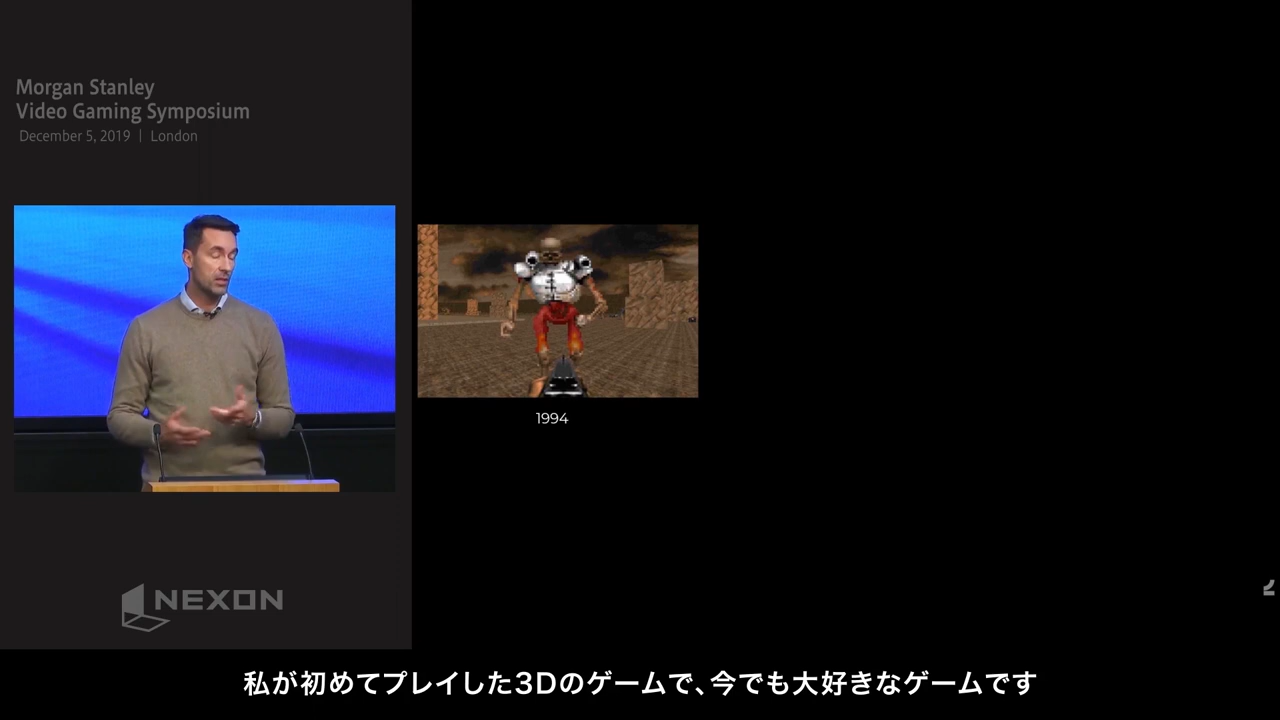 Morgan Stanley
Video Gaming Symposium
December 5, 2019 | London
1994
NEXON
私が初めてプレイした3Dのゲームで、今でも大好きなゲームです